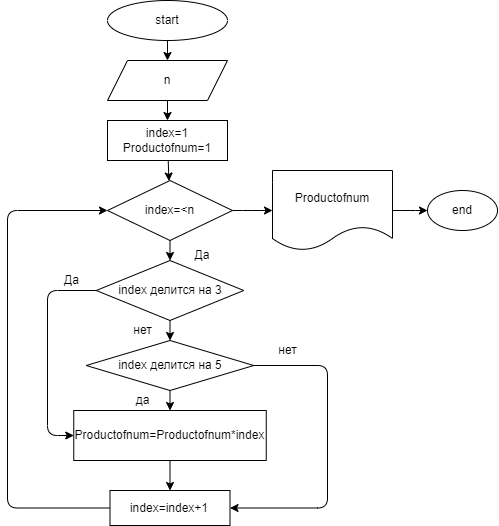 start
n
index=1
Productofnum=1
index=<n
Productofnum
end
Да
Да
index делится на 3
нет
нет
index делится на 5
да
Productofnum=Productofnum*index
index=index+1